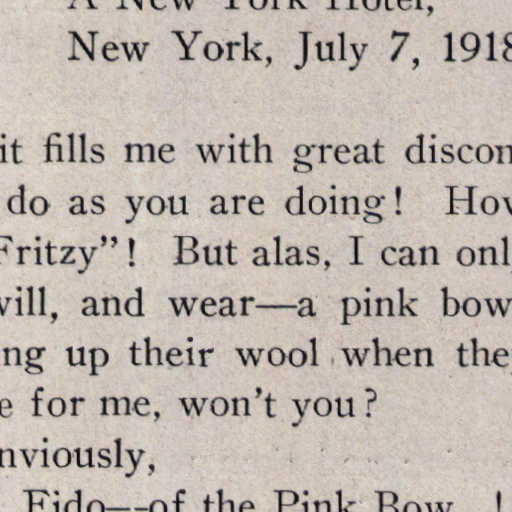 A New York Hotel,
New York, July 7, 1918
it fills me with great discon
do as you are doing! How
Fritzy"! But alas, I can onl
will, and wear—a pink bow
ng up their wool when the
e for me, won't you?
nviously,
Fido—-of the Pink Bow !